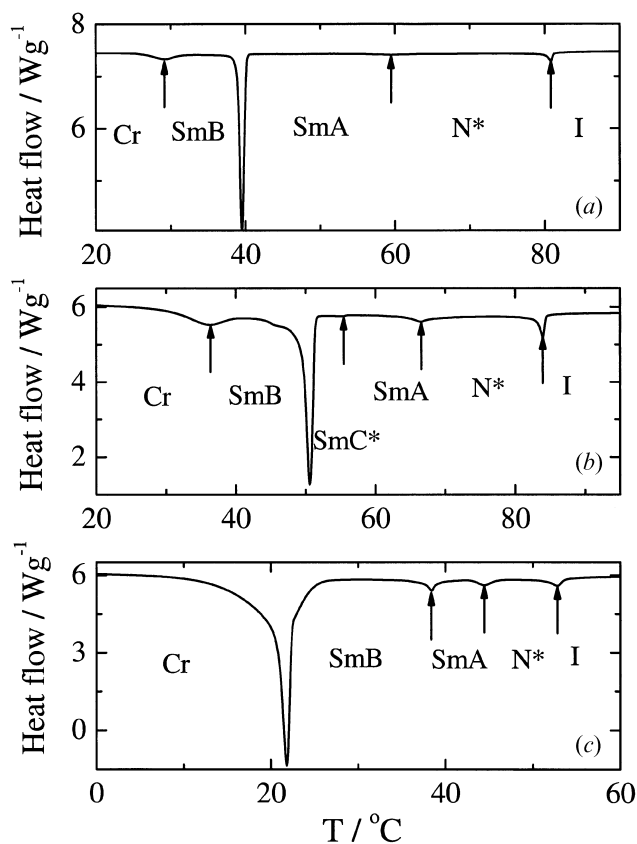 8
6
Heat flow / Wg⁻¹
Cr SmB SmA N* I
(a)
20 40 60 80
6
4
2
Heat flow / Wg⁻¹
Cr SmB SmC* SmA N* I
(b)
20 40 60 80
6
3
0
Heat flow / Wg⁻¹
Cr SmB SmA N* I
(c)
0 20 40 60
T / °C